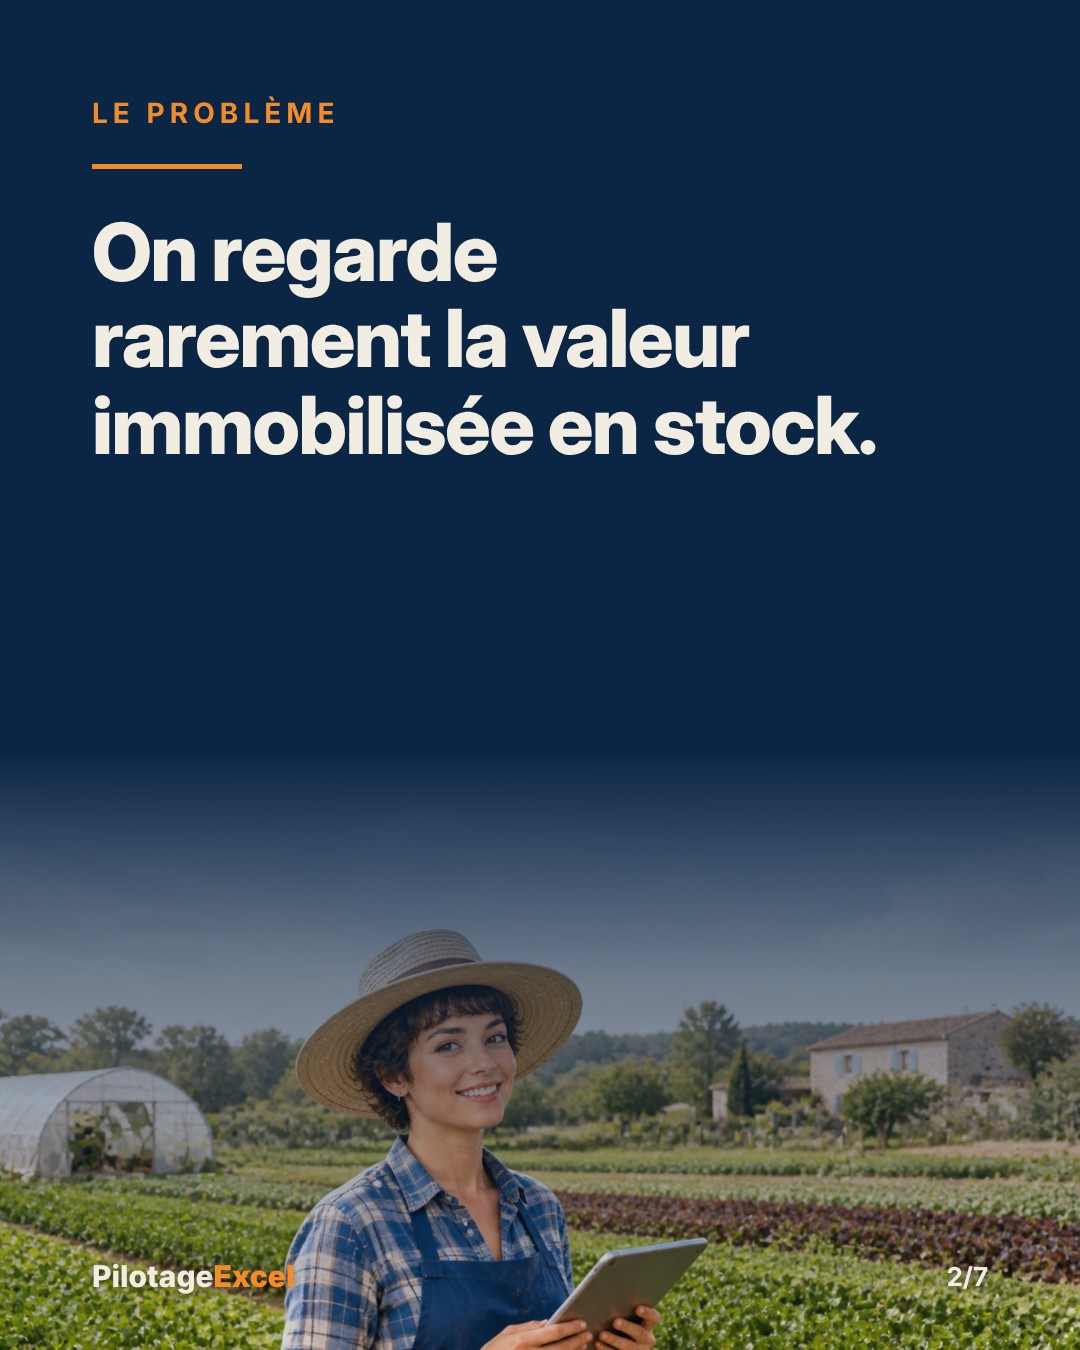 LE PROBLÈME
On regarde
rarement la valeur
immobilisée en stock.
PilotageExcel
2/7